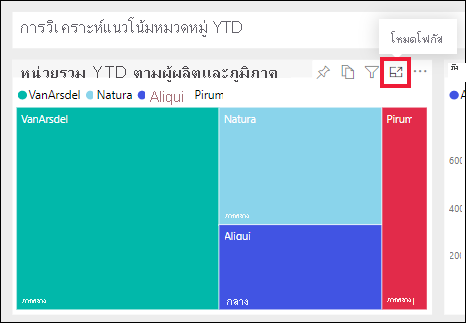 การวิเคราะห์แนวโน้มหมวดหมู่ YTD
โหมดโฟกัส
หน่วยรวม YTD ตามผู้ผลิตและภูมิภาค
VanArsdel Natura Aliqui Pirum
VanArsdel
Natura
Pirum
Aliqui
กลาง
800
600
400
200